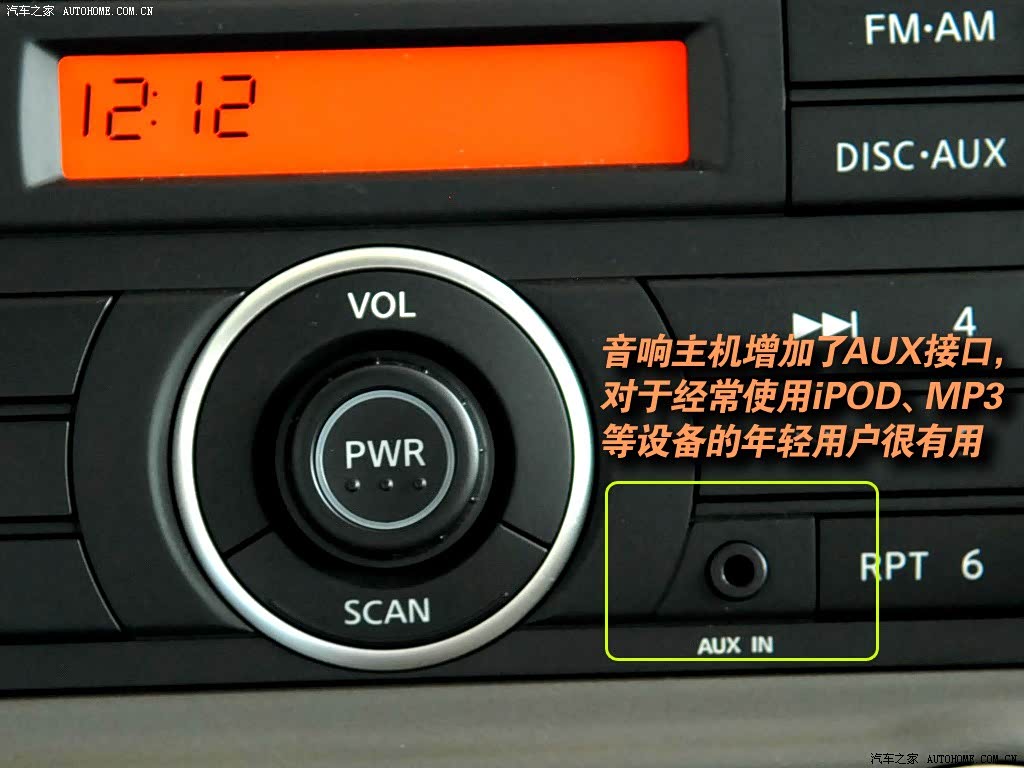 汽车之家 AUTOHOME.COM.CN
FM·AM
12:12
DISC·AUX
VOL
4
音响主机增加了AUX接口,
对于经常使用iPOD、MP3
等设备的年轻用户很有用
PWR
RPT 6
SCAN
AUX IN
汽车之家 AUTOHOME.COM.CN